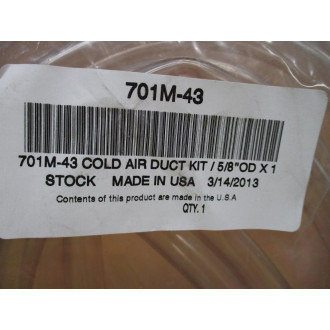 701M-43
701M-43 COLD AIR DUCT KIT / 5/8"OD X 1
STOCK MADE IN USA 3/14/2013
Contents of this product are made in the U.S.A
QTY. 1